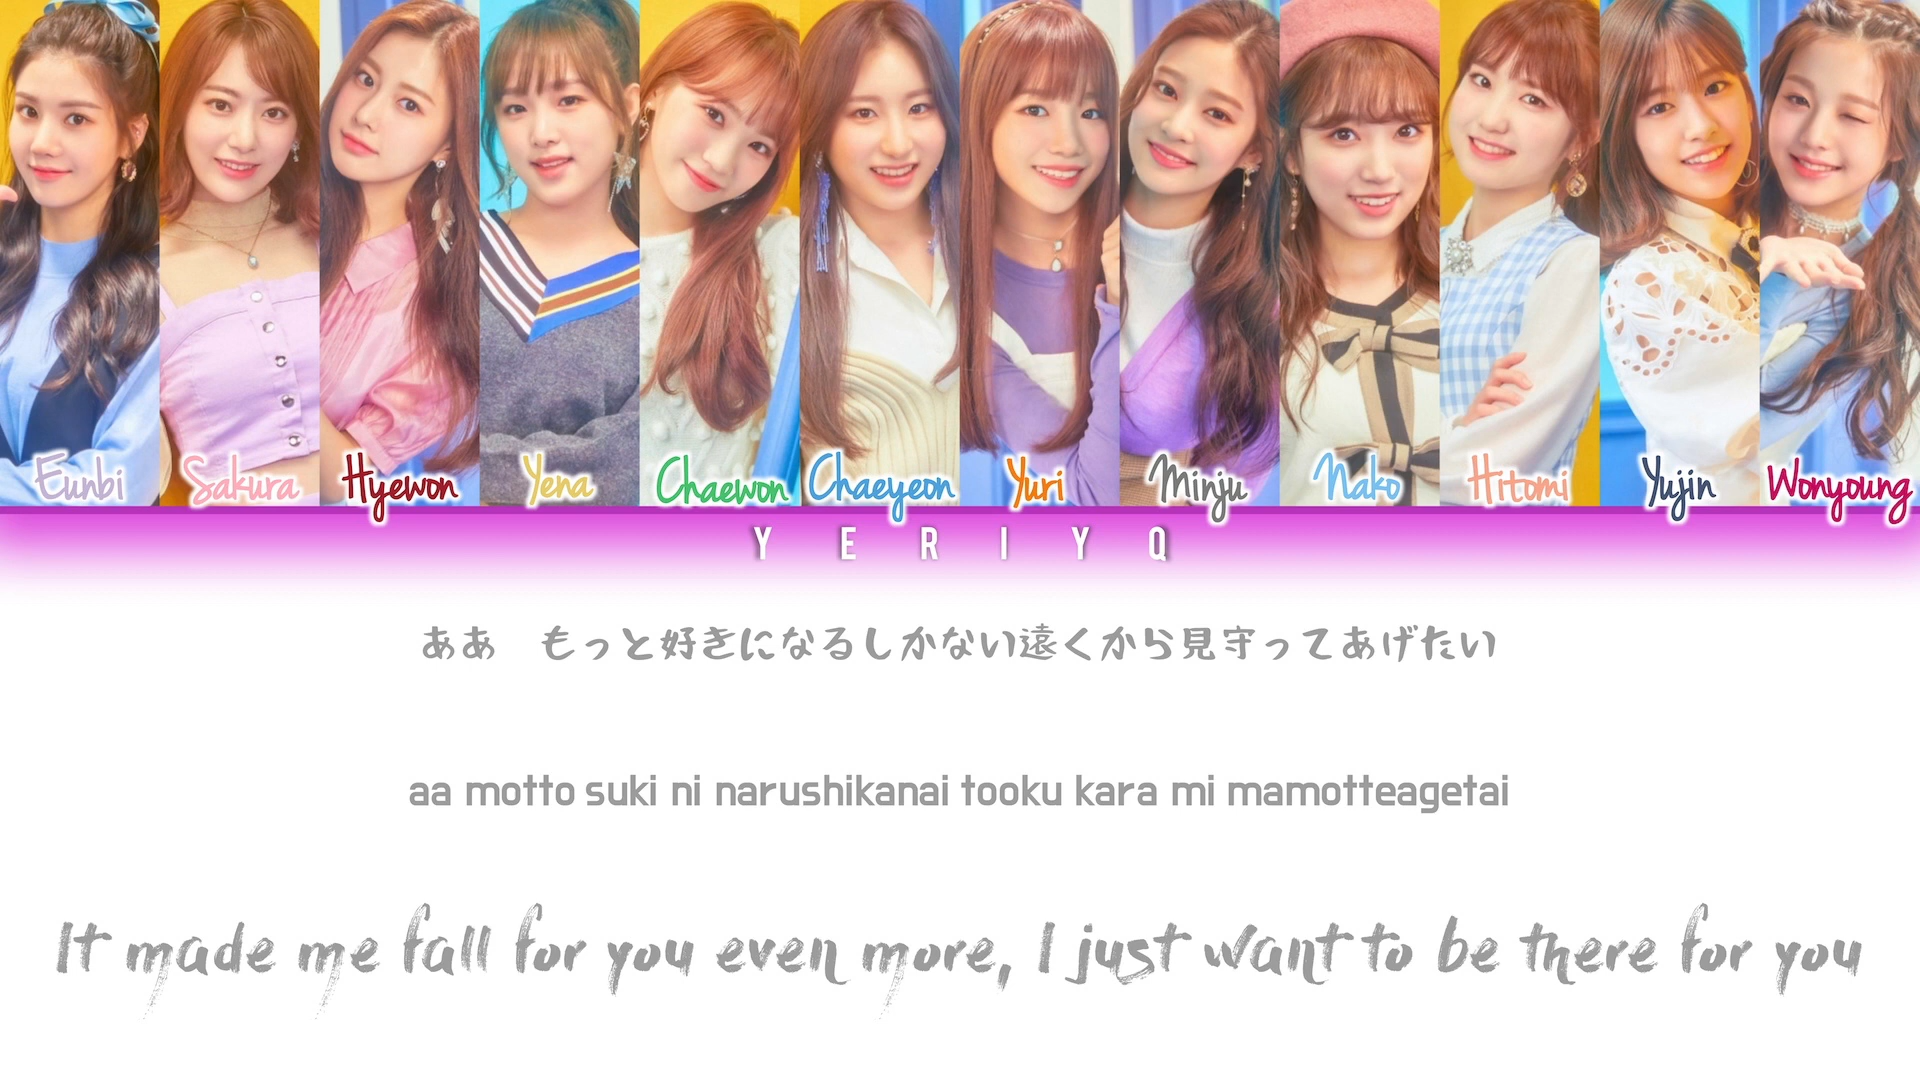 Eunbi Sakura Hyewon Yena Chaewon Chaeyeon Yuri Minju Nako Hitomi Yujin Wonyoung
YERIYQ
ああ　もっと好きになるしかない遠くから見守ってあげたい
aa motto suki ni narushikanai tooku kara mi mamotteagetai
It made me fall for you even more, I just want to be there for you